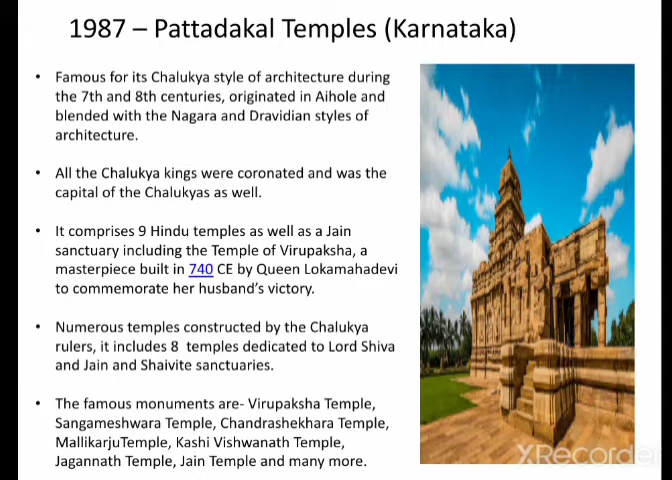 1987 – Pattadakal Temples (Karnataka)
• Famous for its Chalukya style of architecture during
the 7th and 8th centuries, originated in Aihole and
blended with the Nagara and Dravidian styles of
architecture.
• All the Chalukya kings were coronated and was the
capital of the Chalukyas as well.
• It comprises 9 Hindu temples as well as a Jain
sanctuary including the Temple of Virupaksha, a
masterpiece built in 740 CE by Queen Lokamahadevi
to commemorate her husband's victory.
• Numerous temples constructed by the Chalukya
rulers, it includes 8 temples dedicated to Lord Shiva
and Jain and Shaivite sanctuaries.
• The famous monuments are- Virupaksha Temple,
Sangameshwara Temple, Chandrashekhara Temple,
MallikarjuTemple, Kashi Vishwanath Temple,
Jagannath Temple, Jain Temple and many more.
XRecorder